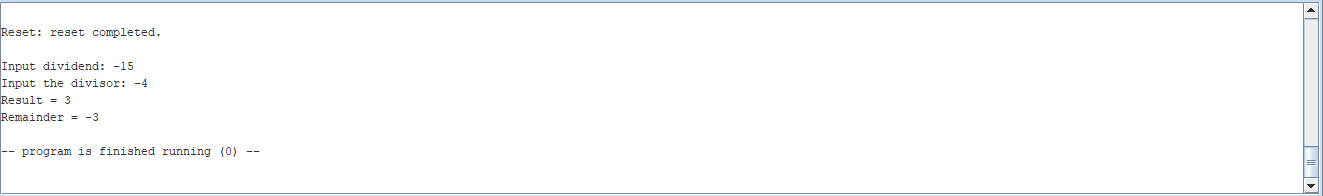 Reset: reset completed.
Input dividend: -15
Input the divisor: -4
Result = 3
Remainder = -3
-- program is finished running (0) --